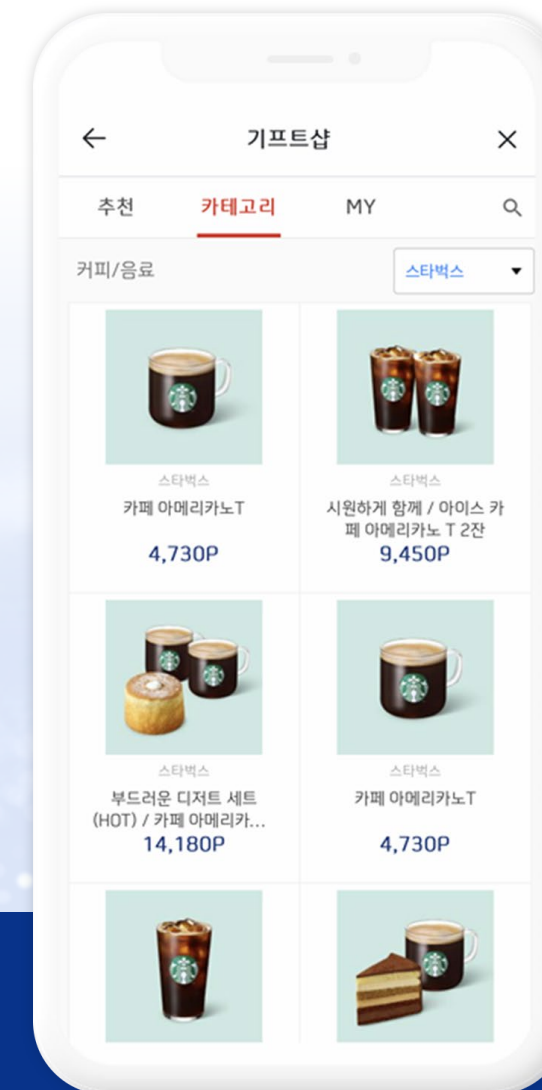 기프트샵
추천 카테고리 MY
커피/음료 스타벅스
스타벅스
카페 아메리카노T
4,730P
스타벅스
시원하게 함께 / 아이스 카
페 아메리카노 T 2잔
9,450P
스타벅스
부드러운 디저트 세트
(HOT) / 카페 아메리카...
14,180P
스타벅스
카페 아메리카노T
4,730P